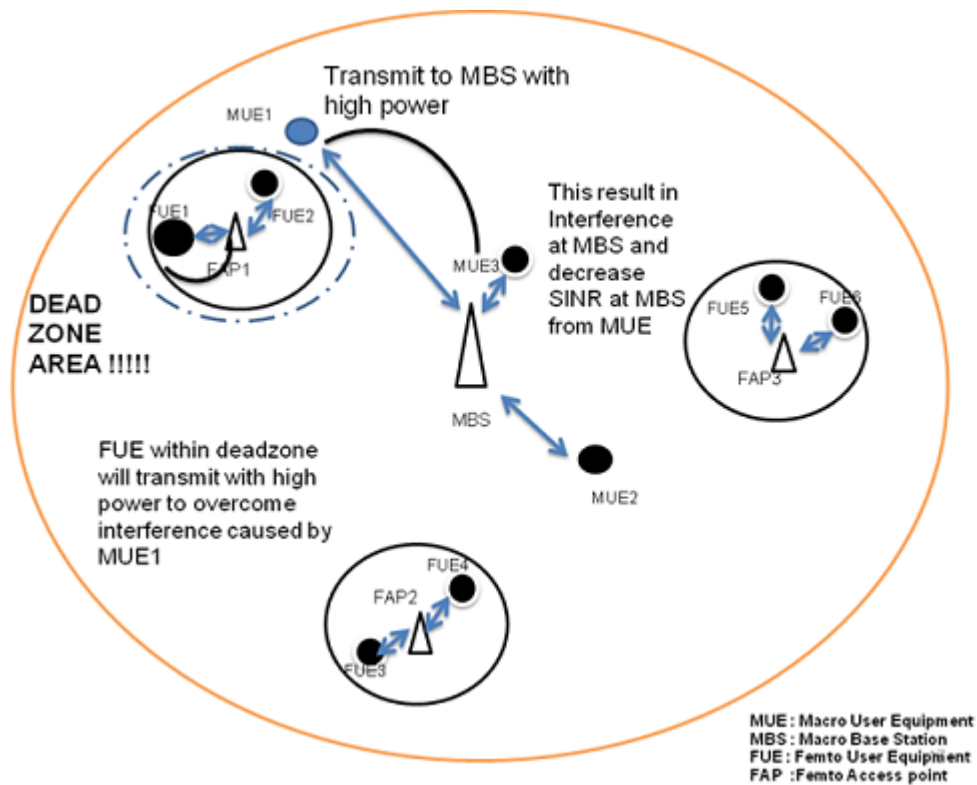 Transmit to MBS with
high power
MUE1
This result in
Interference
at MBS and
decrease
SINR at MBS
from MUE
FUE1
FUE2
FAP1
MUE3
DEAD
ZONE
AREA !!!!!
FUE5
FUE6
FAP3
MBS
FUE within deadzone
will transmit with high
power to overcome
interference caused by
MUE1
MUE2
FUE4
FAP2
FUE3
MUE : Macro User Equipment
MBS : Macro Base Station
FUE: Femto User Equipment
FAP :Femto Access point